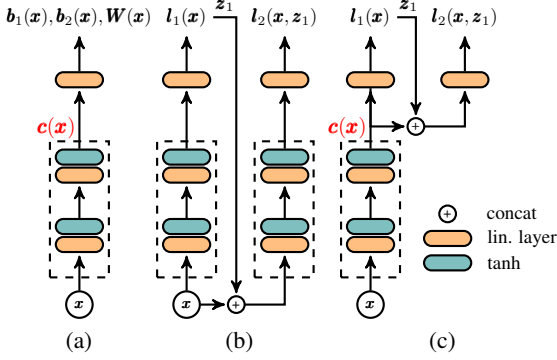 b₁(x), b₂(x), W(x) l₁(x) z₁ l₂(x, z₁) l₁(x) z₁ l₂(x, z₁)
c(x) c(x)
+
+ concat
lin. layer
tanh
x x + x
(a) (b) (c)